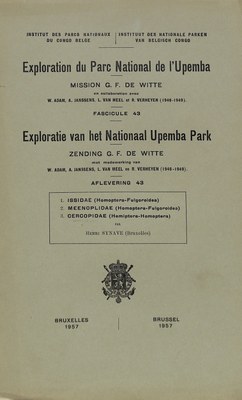 INSTITUT DES PARCS NATIONAUX
DU CONGO BELGE
INSTITUUT DER NATIONALE PARKEN
VAN BELGISCH CONGO
Exploration du Parc National de l'Upemba
MISSION G. F. DE WITTE
en collaboration avec
W. ADAM, A. JANSSENS, L. VAN MEEL et R. VERHEYEN (1946-1949).
FASCICULE 43
Exploratie van het Nationaal Upemba Park
ZENDING G. F. DE WITTE
met medewerking van
W. ADAM, A. JANSSENS, L. VAN MEEL en R. VERHEYEN (1946-1949).
AFLEVERING 43
1. ISSIDAE (Homoptera-Fulgoroidea)
2. MEENOPLIDAE (Homoptera-Fulgoroidea)
3. CERCOPIDAE (Hemiptera-Homoptera)
PAR
HENRI SYNAVE (Bruxelles)
BRUXELLES
1957
BRUSSEL
1957